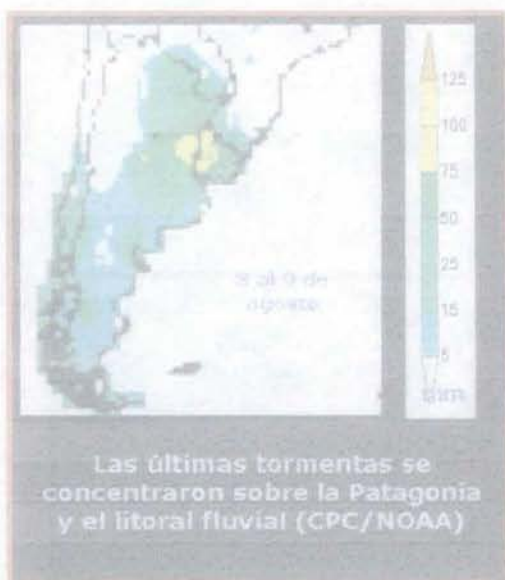 125
100
75
50
25
15
5
mm
8 al 9 de
agosto
Las últimas tormentas se
concentraron sobre la Patagonia
y el litoral fluvial (CPC/NOAA)